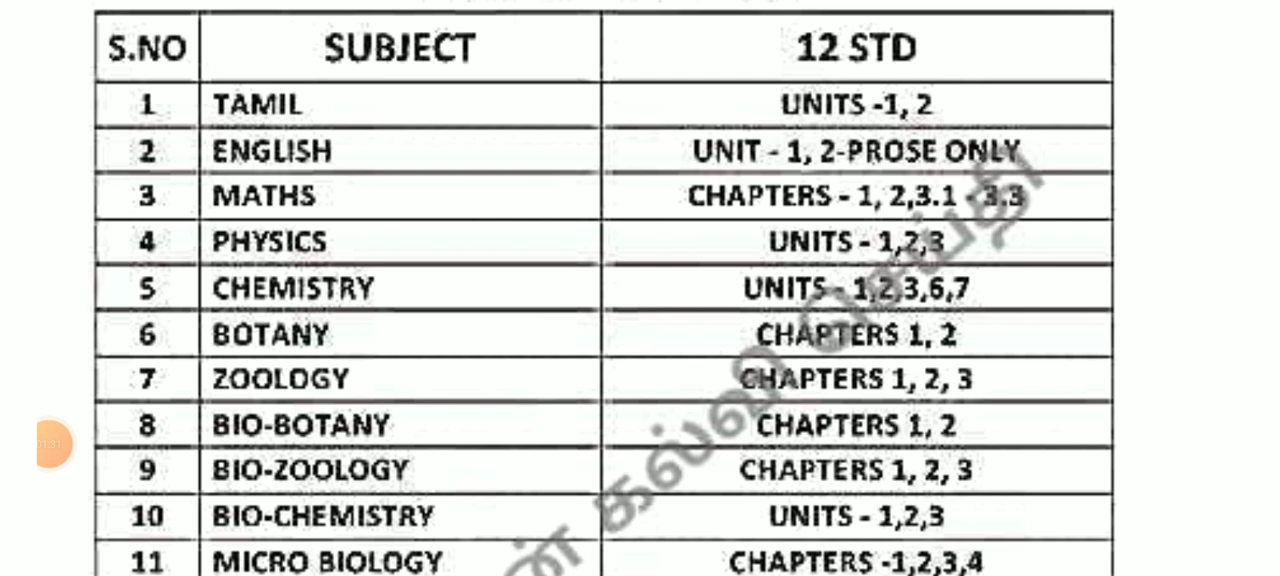 S.NO SUBJECT 12 STD
1 TAMIL UNITS -1, 2
2 ENGLISH UNIT - 1, 2-PROSE ONLY
3 MATHS CHAPTERS - 1, 2,3.1 - 3.3
4 PHYSICS UNITS - 1,2,3
5 CHEMISTRY UNITS - 1,2,3,6,7
6 BOTANY CHAPTERS 1, 2
7 ZOOLOGY CHAPTERS 1, 2, 3
8 BIO-BOTANY CHAPTERS 1, 2
9 BIO-ZOOLOGY CHAPTERS 1, 2, 3
10 BIO-CHEMISTRY UNITS - 1,2,3
11 MICRO BIOLOGY CHAPTERS -1,2,3,4
கல்வி செய்தி